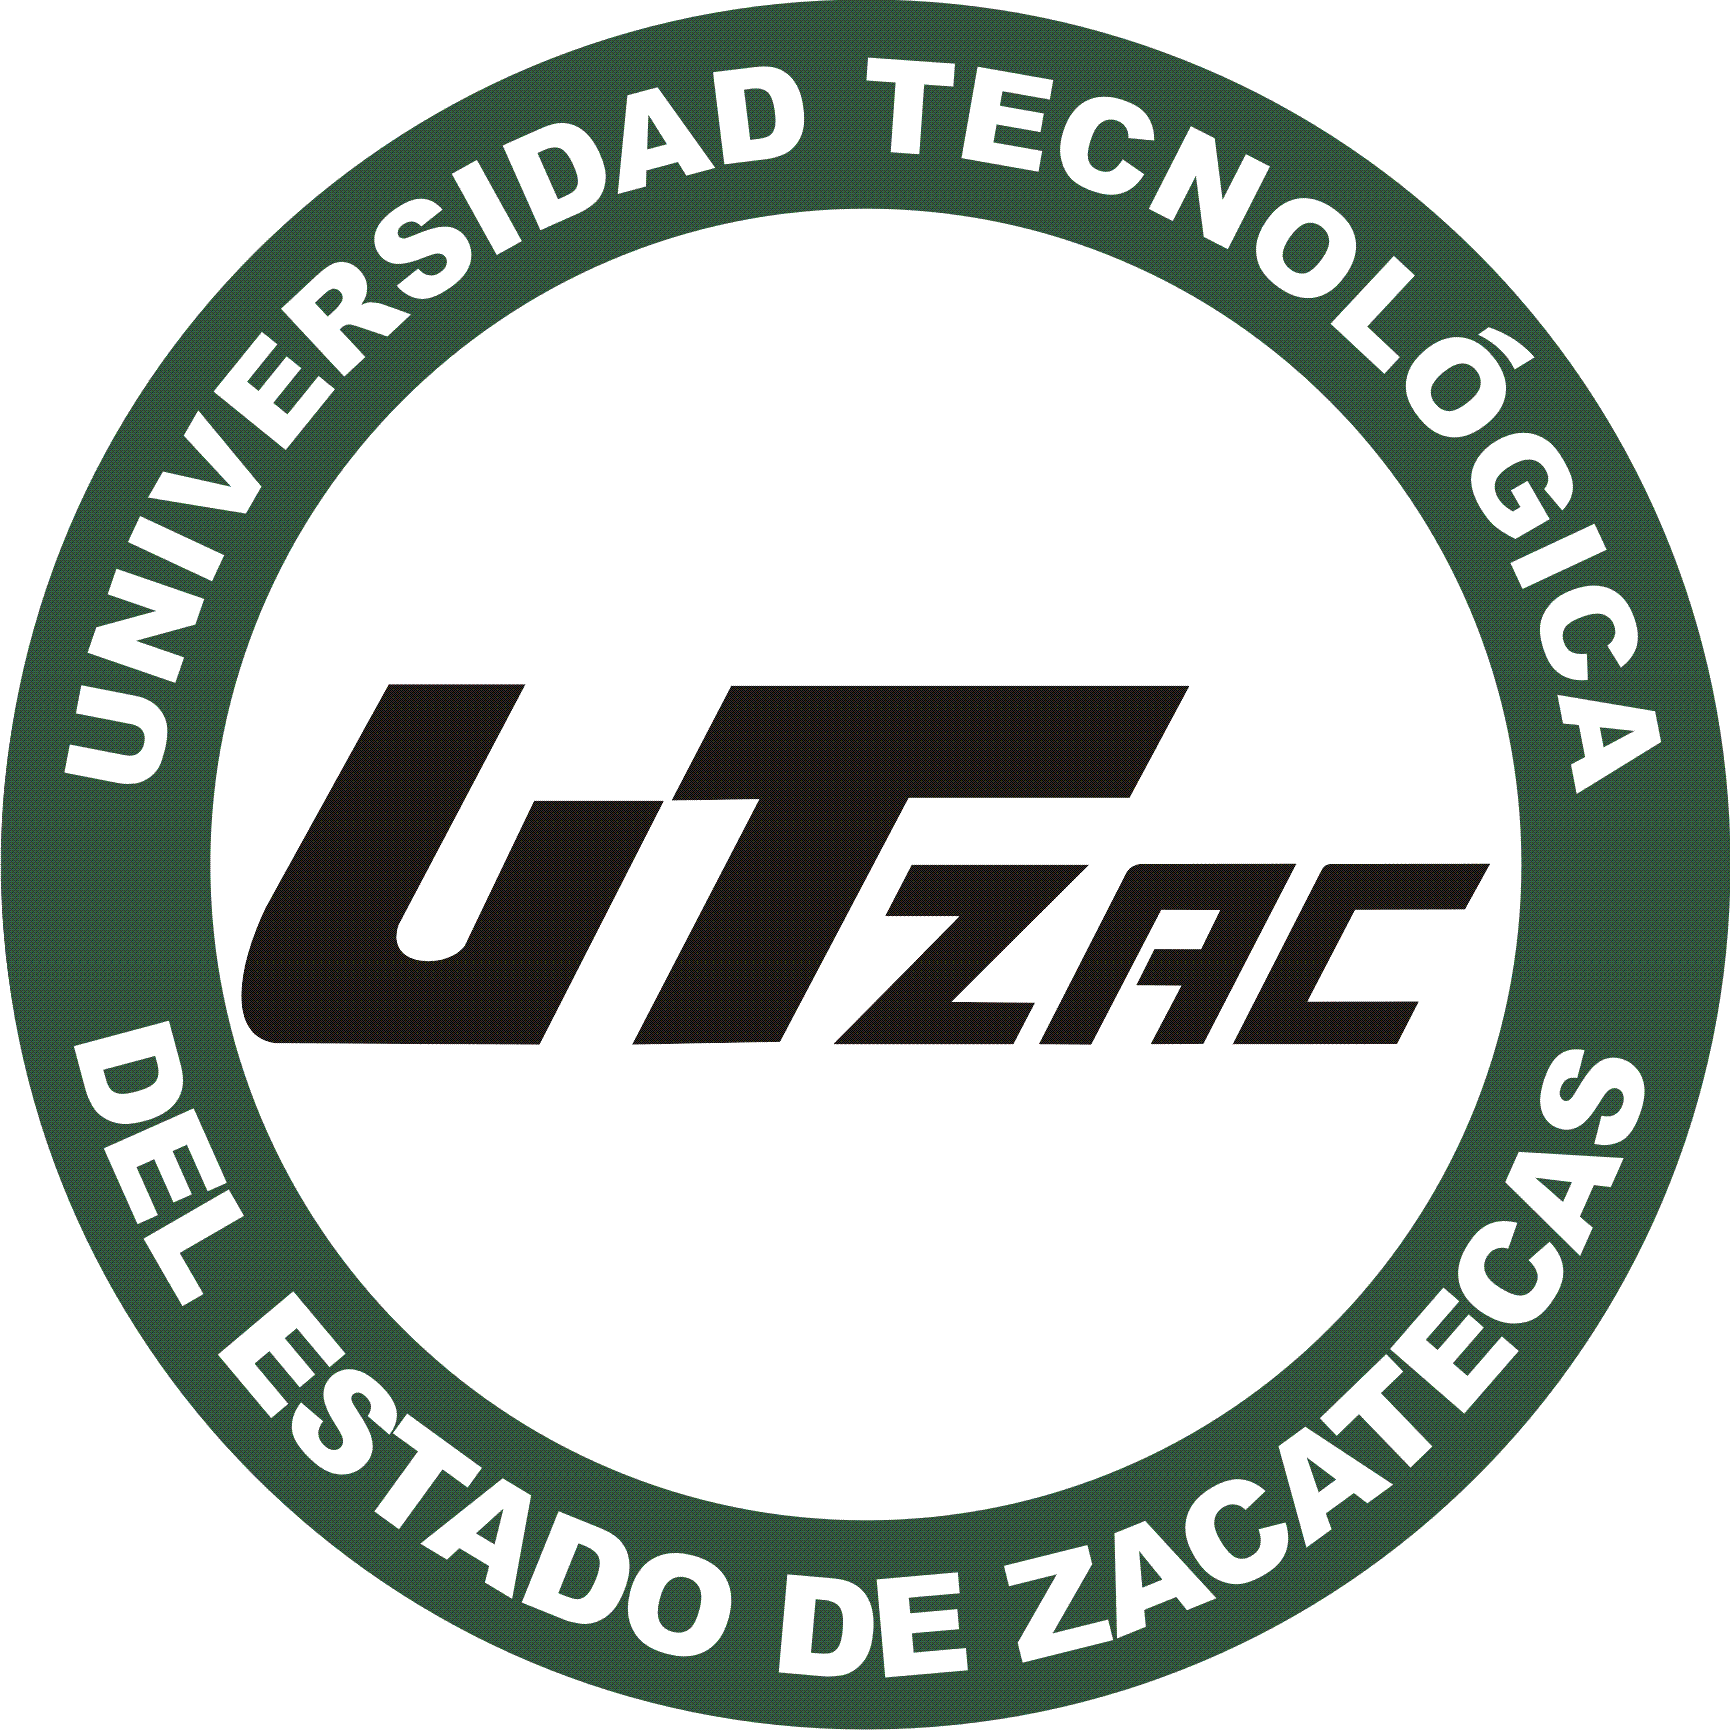 UNIVERSIDAD TECNOLÓGICA
UTZAC
DEL ESTADO DE ZACATECAS